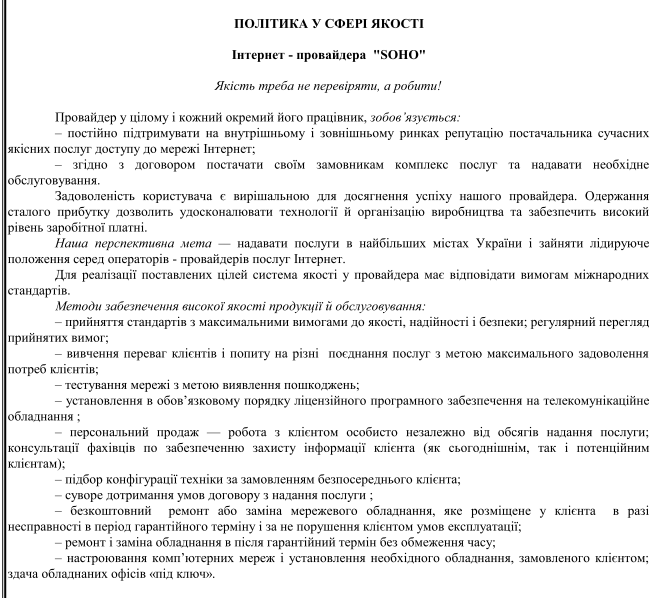 ПОЛІТИКА У СФЕРІ ЯКОСТІ
Інтернет - провайдера "SOHO"
Якість треба не перевіряти, а робити!
Провайдер у цілому і кожний окремий його працівник, зобов’язується:
– постійно підтримувати на внутрішньому і зовнішньому ринках репутацію постачальника сучасних
якісних послуг доступу до мережі Інтернет;
– згідно з договором постачати своїм замовникам комплекс послуг та надавати необхідне
обслуговування.
Задоволеність користувача є вирішальною для досягнення успіху нашого провайдера. Одержання
сталого прибутку дозволить удосконалювати технології й організацію виробництва та забезпечить високий
рівень заробітної платні.
Наша перспективна мета — надавати послуги в найбільших містах України і зайняти лідируюче
положення серед операторів - провайдерів послуг Інтернет.
Для реалізації поставлених цілей система якості у провайдера має відповідати вимогам міжнародних
стандартів.
Методи забезпечення високої якості продукції й обслуговування:
– прийняття стандартів з максимальними вимогами до якості, надійності і безпеки; регулярний перегляд
прийнятих вимог;
– вивчення переваг клієнтів і попиту на різні поєднання послуг з метою максимального задоволення
потреб клієнтів;
– тестування мережі з метою виявлення пошкоджень;
– установлення в обов’язковому порядку ліцензійного програмного забезпечення на телекомунікаційне
обладнання ;
– персональний продаж — робота з клієнтом особисто незалежно від обсягів надання послуги;
консультації фахівців по забезпеченню захисту інформації клієнта (як сьогоднішнім, так і потенційним
клієнтам);
– підбор конфігурації техніки за замовленням безпосереднього клієнта;
– суворе дотримання умов договору з надання послуги ;
– безкоштовний ремонт або заміна мережевого обладнання, яке розміщене у клієнта в разі
несправності в період гарантійного терміну і за не порушення клієнтом умов експлуатації;
– ремонт і заміна обладнання в після гарантійний термін без обмеження часу;
– настроювання комп’ютерних мереж і установлення необхідного обладнання, замовленого клієнтом;
здача обладнаних офісів «під ключ».